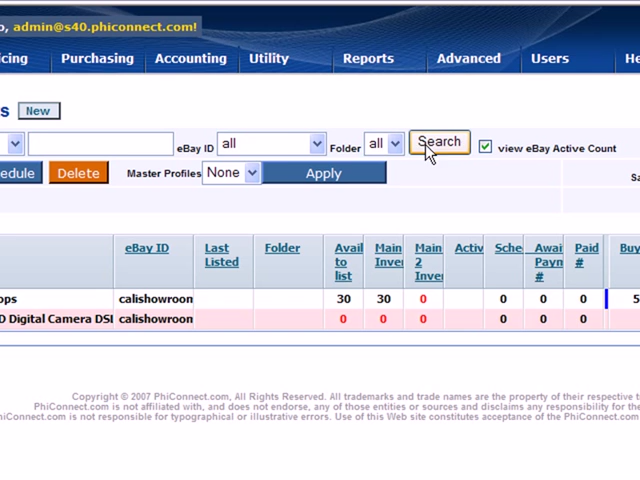 o, admin@s40.phiconnect.com!
icing Purchasing Accounting Utility Reports Advanced Users He
s New
eBay ID all Folder all Search view eBay Active Count
edule Delete Master Profiles None Apply Sa
eBay ID Last Listed Folder Avail to list Main Inver Main 2 Inver Activ Sche Awai Payn # Paid # Buy
ops calishowroon 30 30 0 0 0 0 5
D Digital Camera DSI calishowroon 0 0 0 0 0 0
Copyright © 2007 PhiConnect.com, All Rights Reserved. All trademarks and trade names are the property of their respective t
PhiConnect.com is not affiliated with, and does not endorse, any of those entities or sources and disclaims any responsibility for the
hiConnect.com is not responsible for typographical or illustrative errors. Use of this Web site constitutes acceptance of the PhiConnect.com